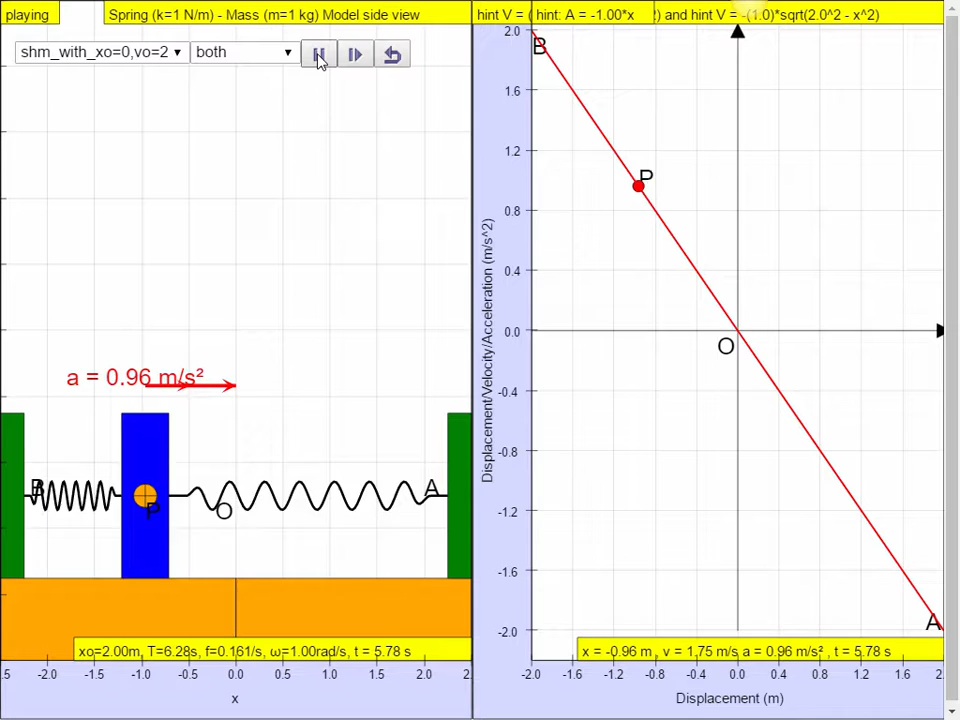 playing
Spring (k=1 N/m) - Mass (m=1 kg) Model side view
hint V = (
hint: A = -1.00*x
²) and hint V = -(1.0)*sqrt(2.0^2 - x^2)
shm_with_xo=0,vo=2
both
a = 0.96 m/s²
B
P
O
A
xo=2.00m, T=6.28s, f=0.161/s, ω=1.00rad/s, t = 5.78 s
.5 -2.0 -1.5 -1.0 -0.5 0.0 0.5 1.0 1.5 2.0
x
Displacement/Velocity/Acceleration (m/s^2)
2.0
1.6
1.2
0.8
0.4
0.0
-0.4
-0.8
-1.2
-1.6
-2.0
B
P
O
A
x = -0.96 m , v = 1.75 m/s a = 0.96 m/s² , t = 5.78 s
-2.0 -1.6 -1.2 -0.8 -0.4 0.0 0.4 0.8 1.2 1.6 2.
Displacement (m)